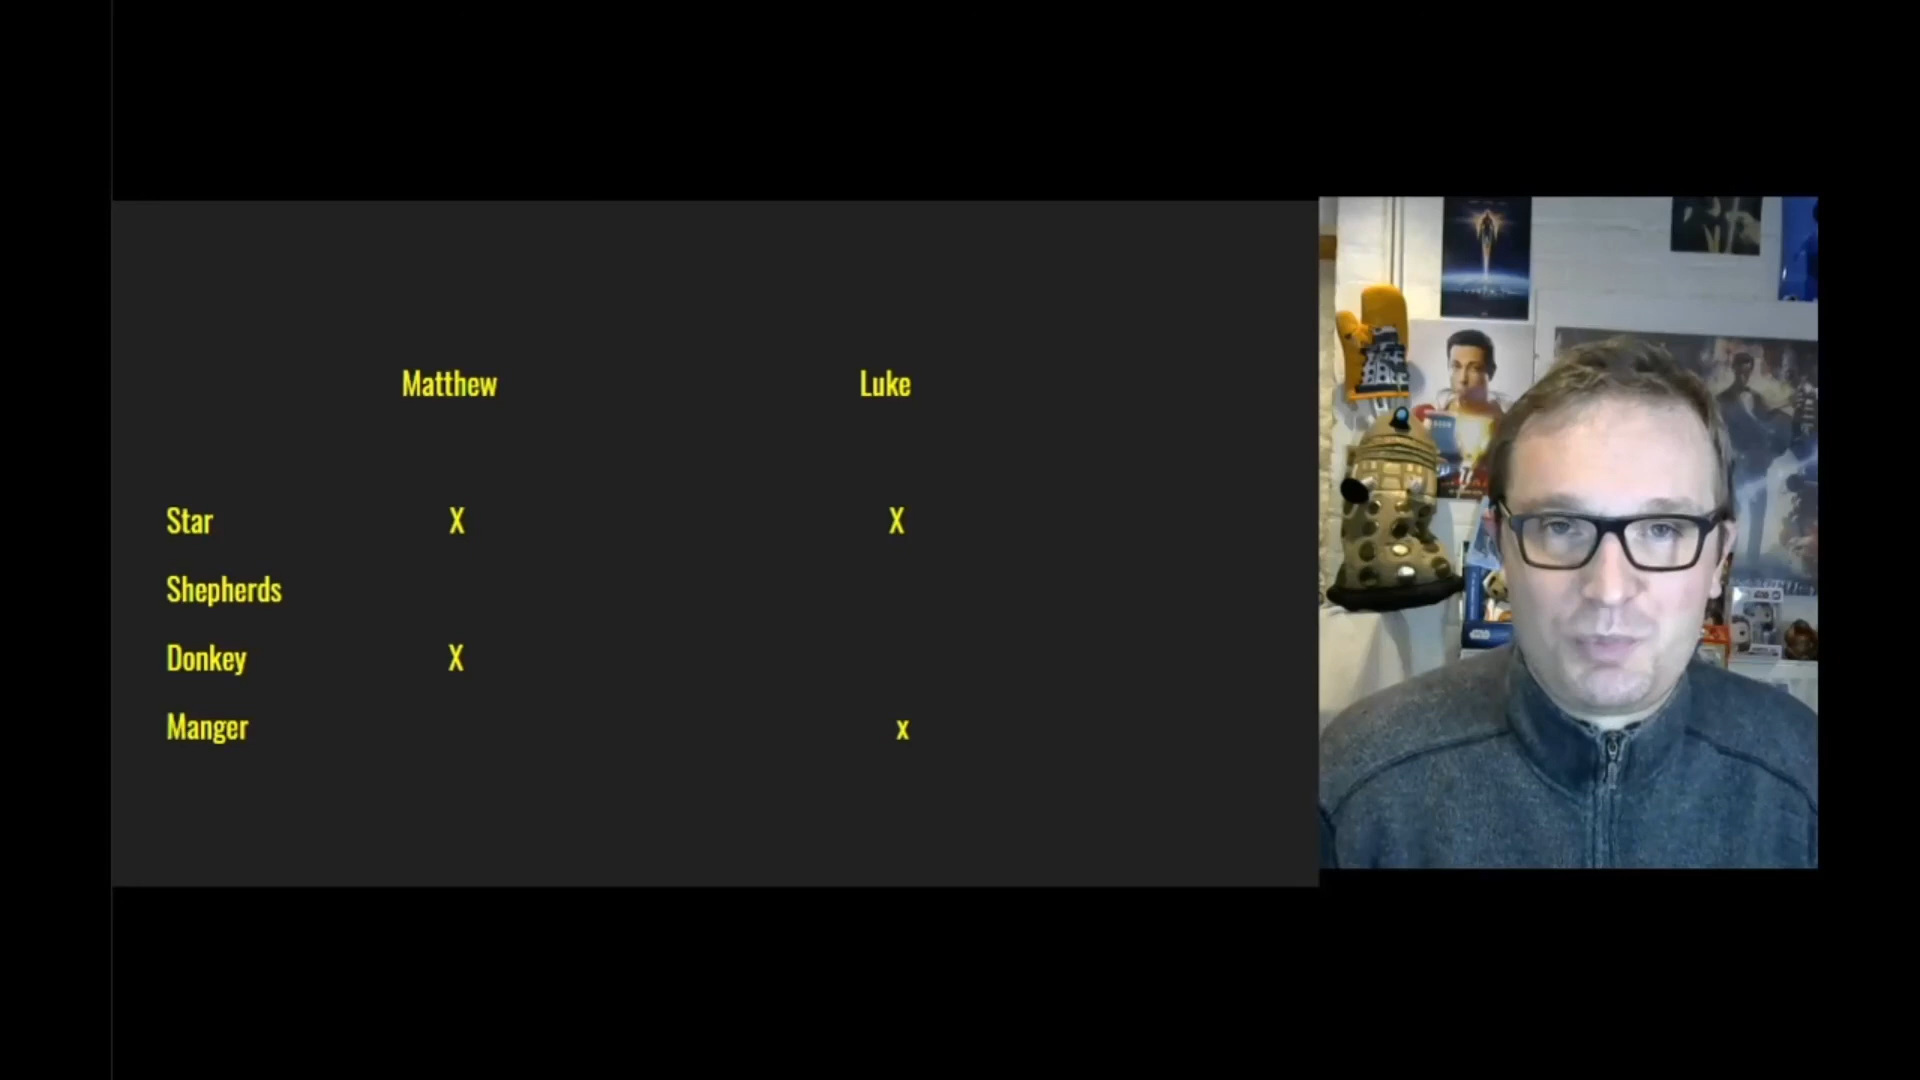 Matthew Luke
Star X X
Shepherds
Donkey X
Manger x